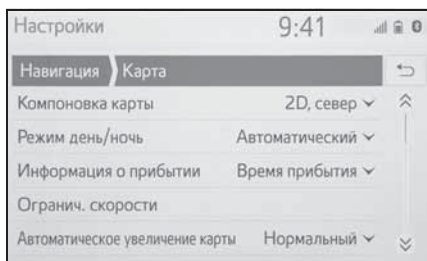 Настройки 9:41
Навигация Карта
Компоновка карты 2D, север
Режим день/ночь Автоматический
Информация о прибытии Время прибытия
Огранич. скорости
Автоматическое увеличение карты Нормальный